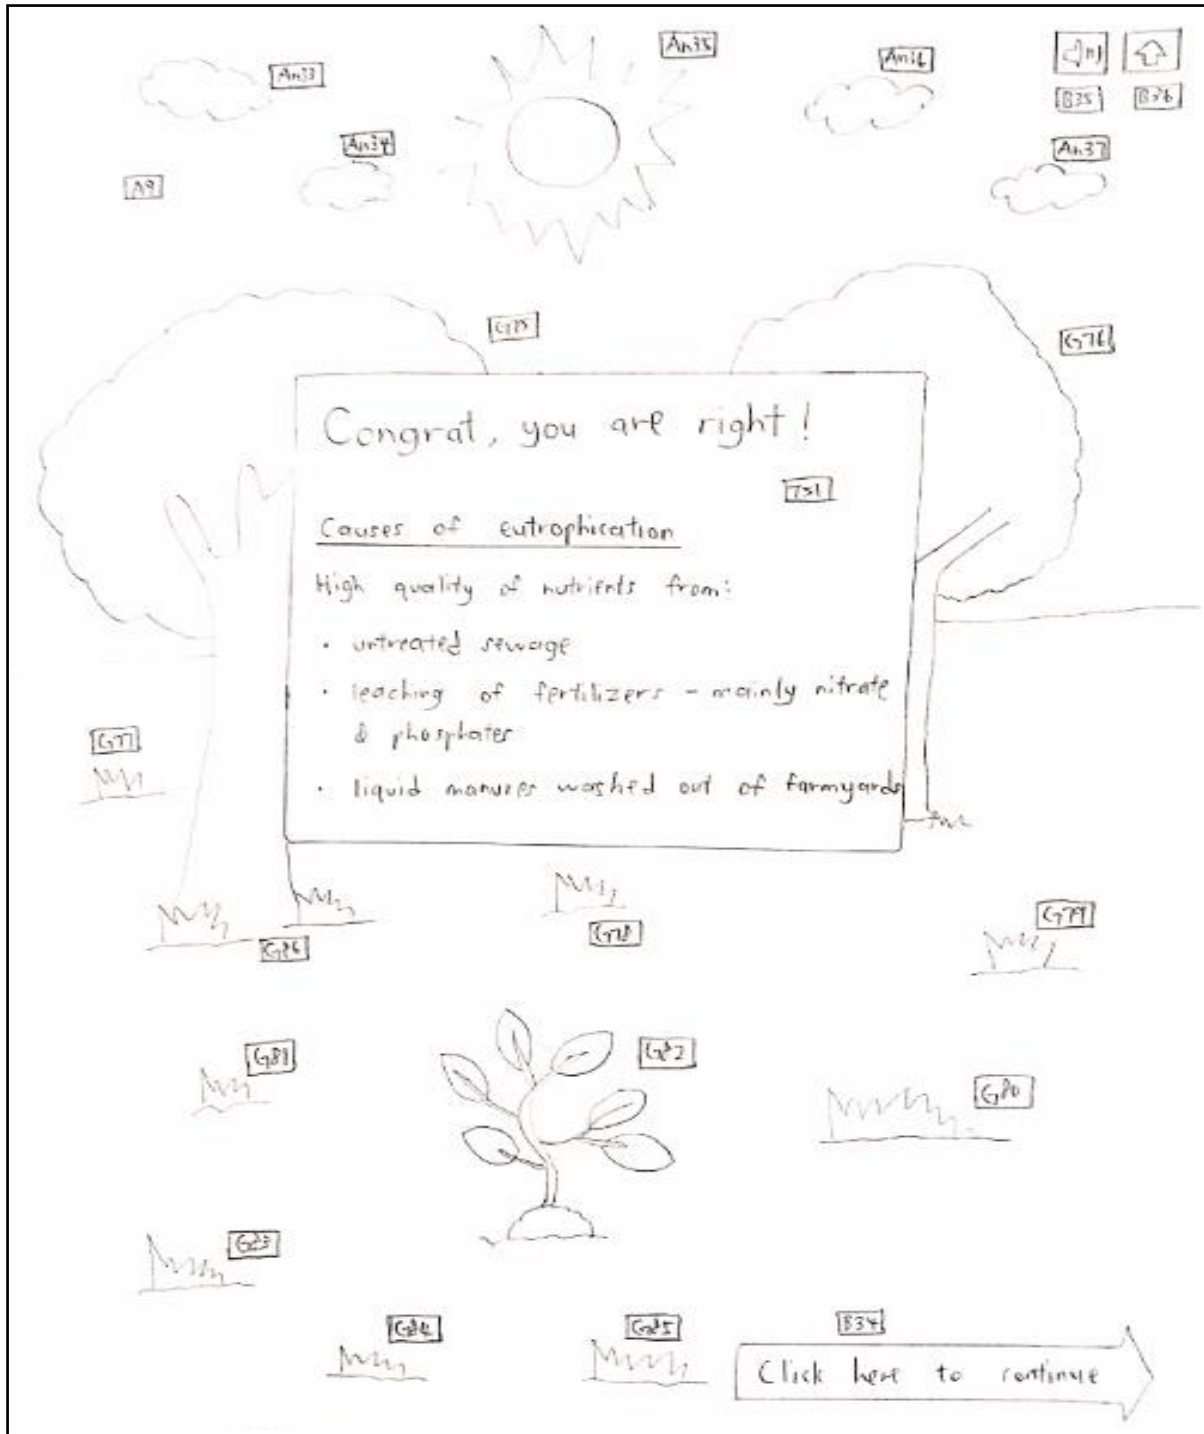 An33
An35
An36
B35
B36
An34
An37
A9
G75
G76
Congrat, you are right!
T51
Causes of eutrophication
High quality of nutrients from:
• untreated sewage
• leaching of fertilizers - mainly nitrate
& phosphates
• liquid manures washed out of farmyards
G77
G86
G78
G79
G81
G82
G80
G83
G84
G85
B34
Click here to continue